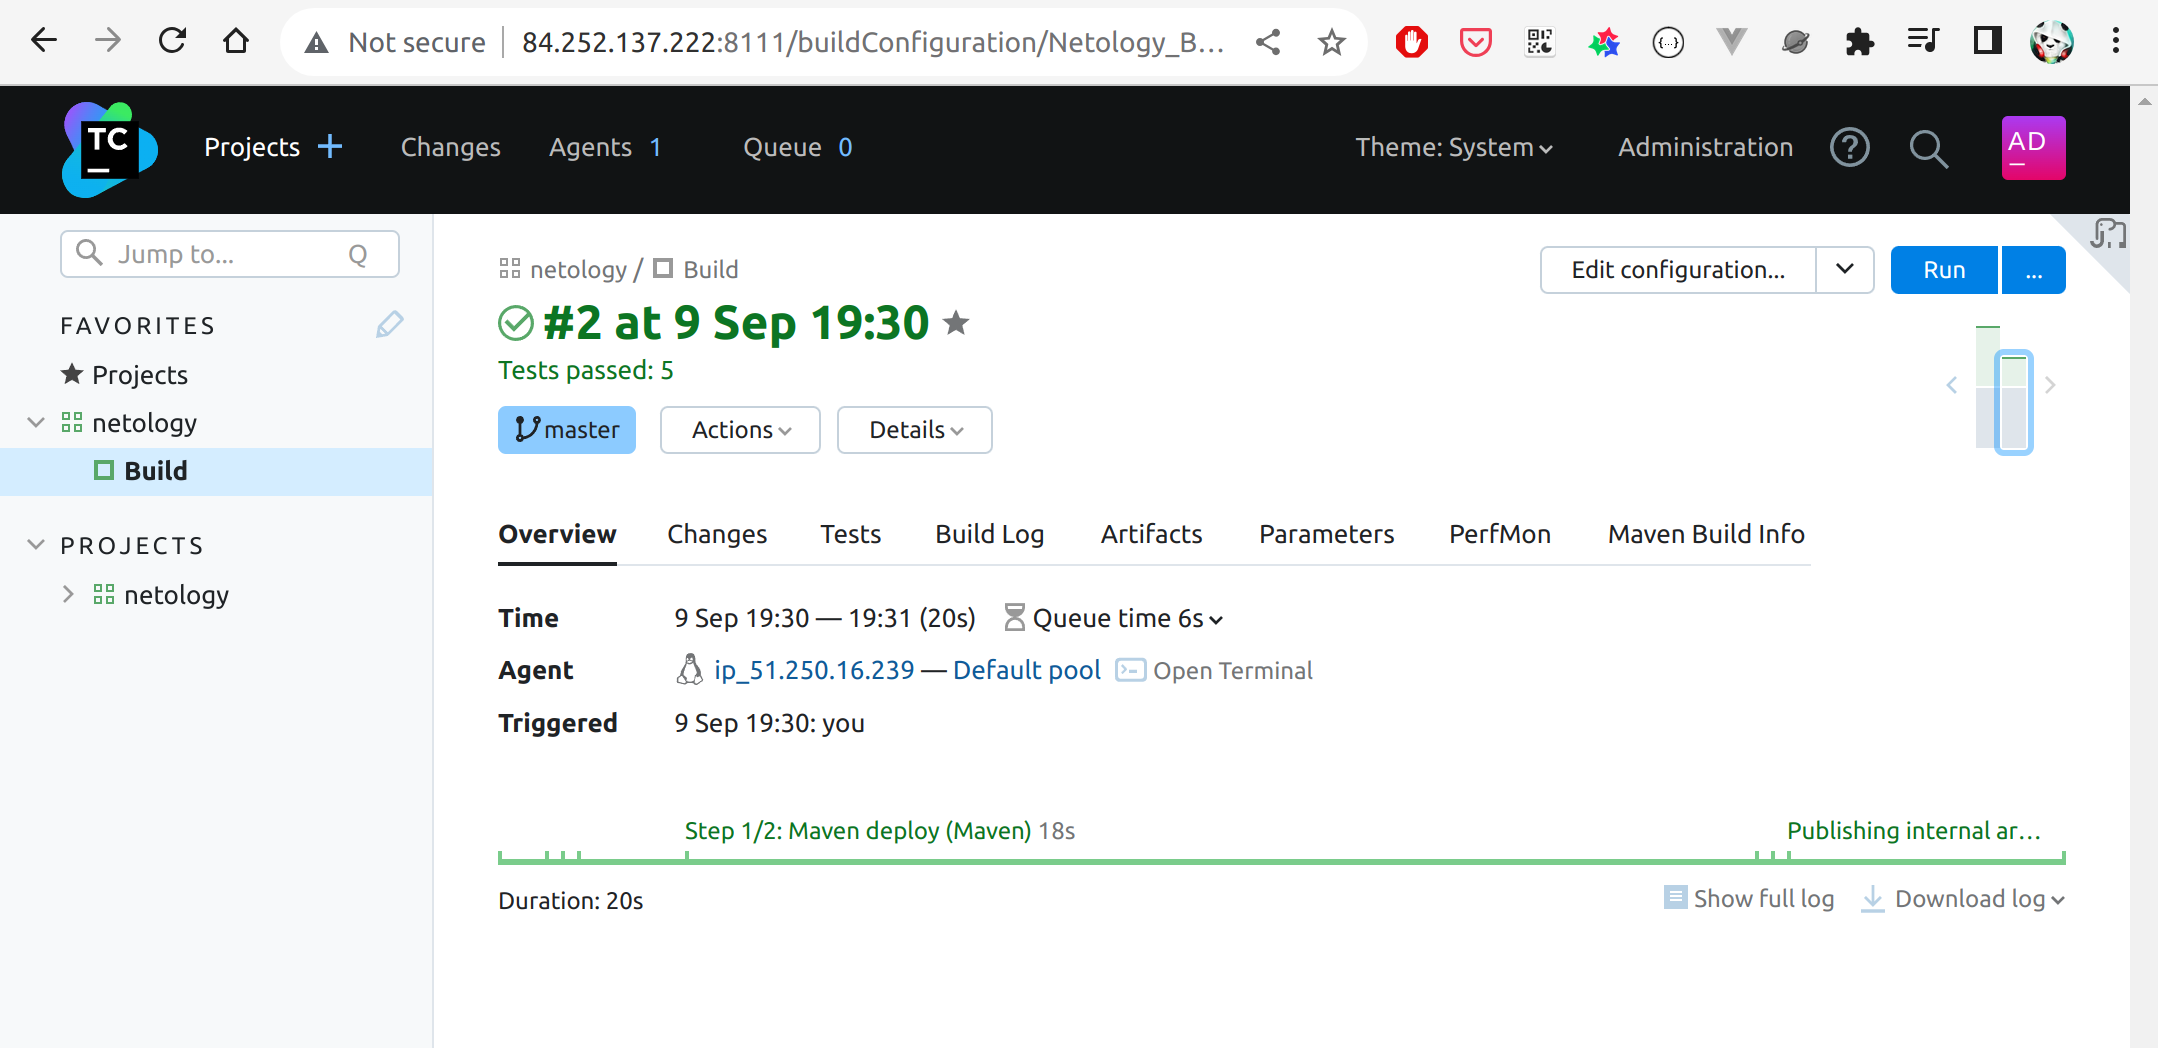 Not secure 84.252.137.222:8111/buildConfiguration/Netology_B...
TC
Projects + Changes Agents 1 Queue 0 Theme: System Administration ? AD
Jump to... Q
FAVORITES
Projects
netology
Build
PROJECTS
netology
netology / Build
Edit configuration... Run ...
#2 at 9 Sep 19:30
Tests passed: 5
master Actions Details
Overview Changes Tests Build Log Artifacts Parameters PerfMon Maven Build Info
Time 9 Sep 19:30 — 19:31 (20s) Queue time 6s
Agent ip_51.250.16.239 — Default pool Open Terminal
Triggered 9 Sep 19:30: you
Step 1/2: Maven deploy (Maven) 18s Publishing internal ar...
Duration: 20s Show full log Download log